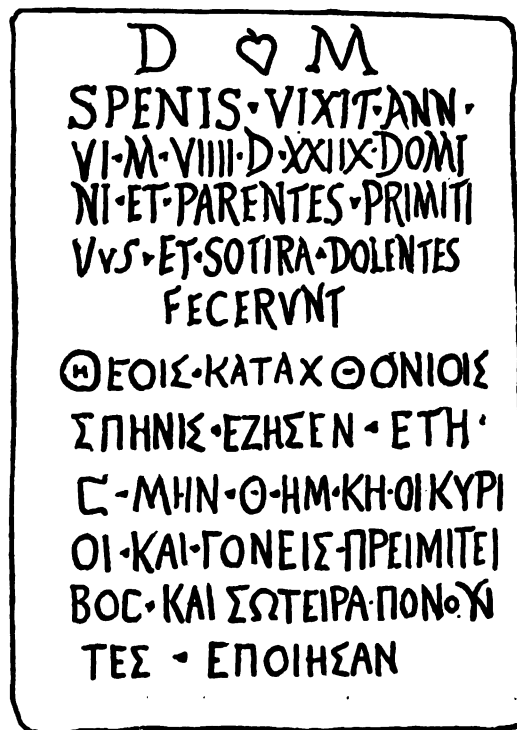 D ❦ M
SPENIS·VIXIT·ANN·
VI·M·VIIII·D·XXIIX·DOMI
NI·ET·PARENTES·PRIMITI
VVS·ET·SOTIRA·DOLENTES
FECERVNT
ΘΕΟΙΣ·ΚΑΤΑΧΘΟΝΙΟΙΣ
ΣΠΗΝΙΣ·ΕΖΗΣΕΝ·ΕΤΗ·
Ϛ·ΜΗΝ·Θ·ΗΜ·ΚΗ·ΟΙ ΚΥΡΙ
ΟΙ·ΚΑΙ·ΓΟΝΕΙΣ·ΠΡΕΙΜΙΤΕΙ
ΒΟC·ΚΑΙ ΣΩΤΕΙΡΑ·ΠΟΝΟΥΝ
ΤΕΣ·ΕΠΟΙΗΣΑΝ